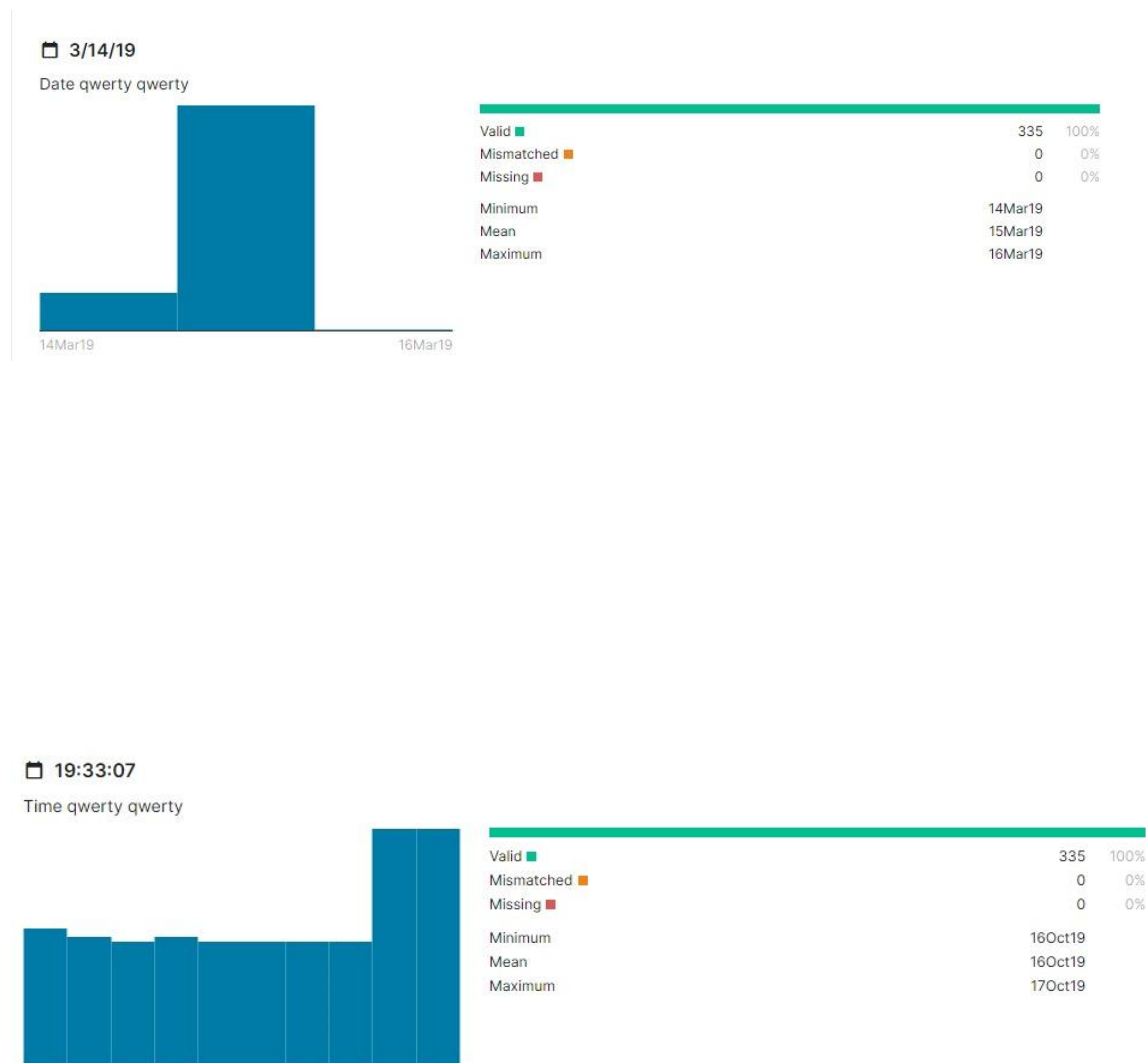 3/14/19
Date qwerty qwerty
Valid 335 100%
Mismatched 0 0%
Missing 0 0%
Minimum 14Mar19
Mean 15Mar19
Maximum 16Mar19
14Mar19 16Mar19
19:33:07
Time qwerty qwerty
Valid 335 100%
Mismatched 0 0%
Missing 0 0%
Minimum 16Oct19
Mean 16Oct19
Maximum 17Oct19